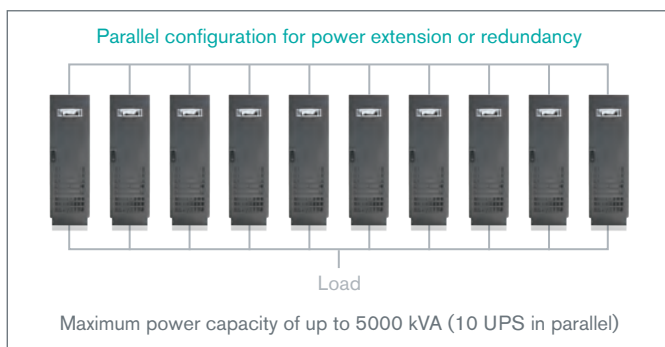 Parallel configuration for power extension or redundancy
Load
Maximum power capacity of up to 5000 kVA (10 UPS in parallel)